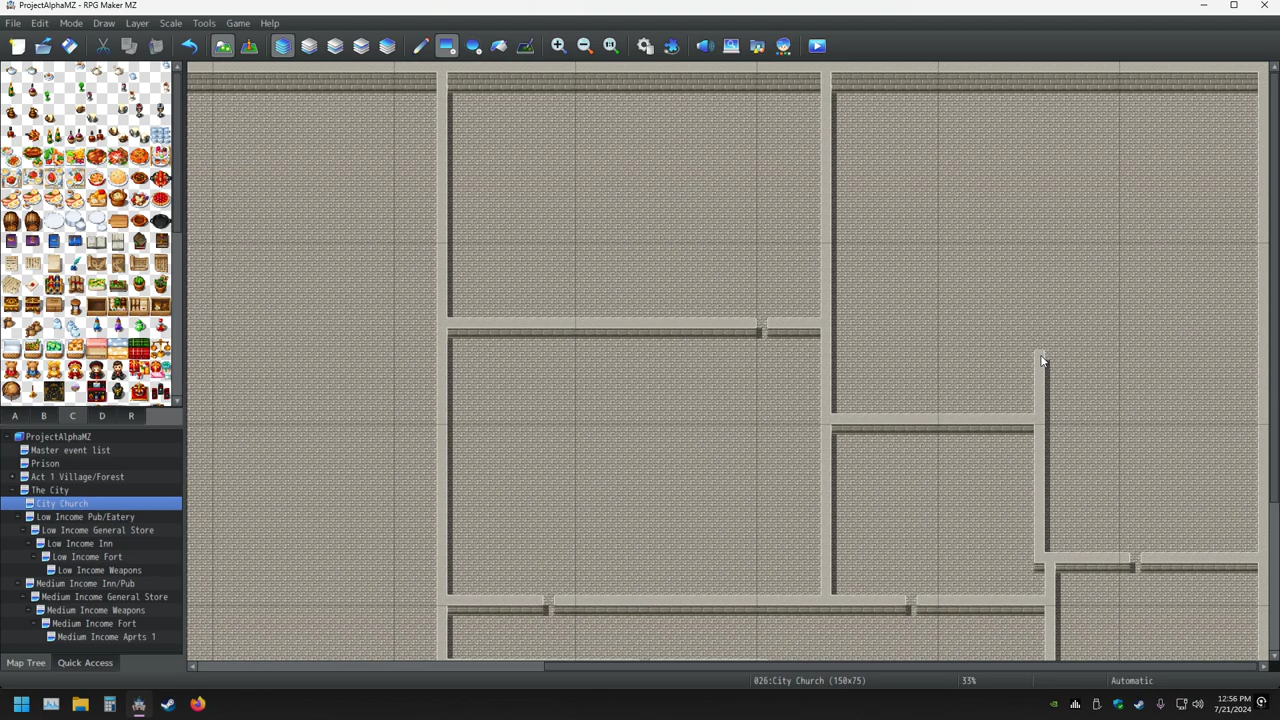 ProjectAlphaMZ - RPG Maker MZ
File Edit Mode Draw Layer Scale Tools Game Help
A B C D R
ProjectAlphaMZ
Master event list
Prison
Act 1 Village/Forest
The City
City Church
Low Income Pub/Eatery
Low Income General Store
Low Income Inn
Low Income Fort
Low Income Weapons
Medium Income Inn/Pub
Medium Income General Store
Medium Income Weapons
Medium Income Fort
Medium Income Aprts 1
Map Tree Quick Access
026:City Church (150x75) 33% Automatic
12:56 PM
7/21/2024